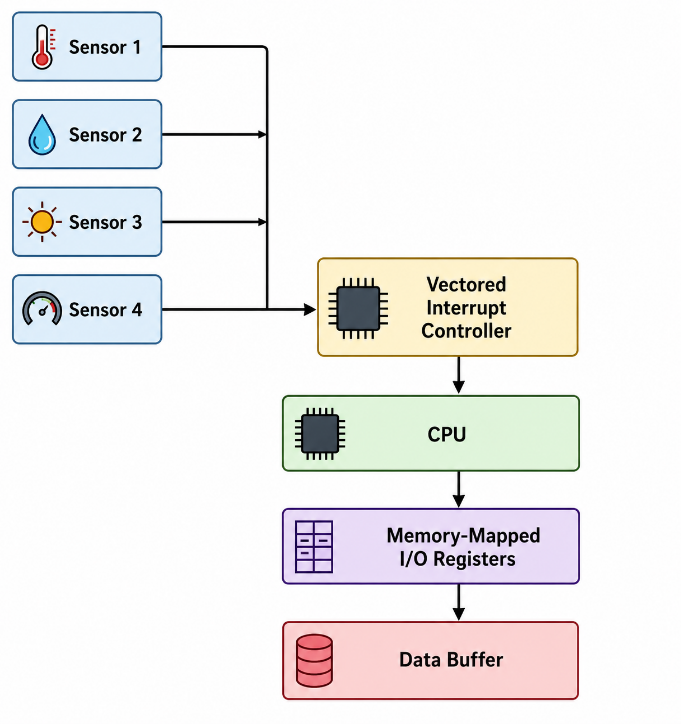 Sensor 1
Sensor 2
Sensor 3
Sensor 4
Vectored
Interrupt
Controller
CPU
Memory-Mapped
I/O Registers
Data Buffer